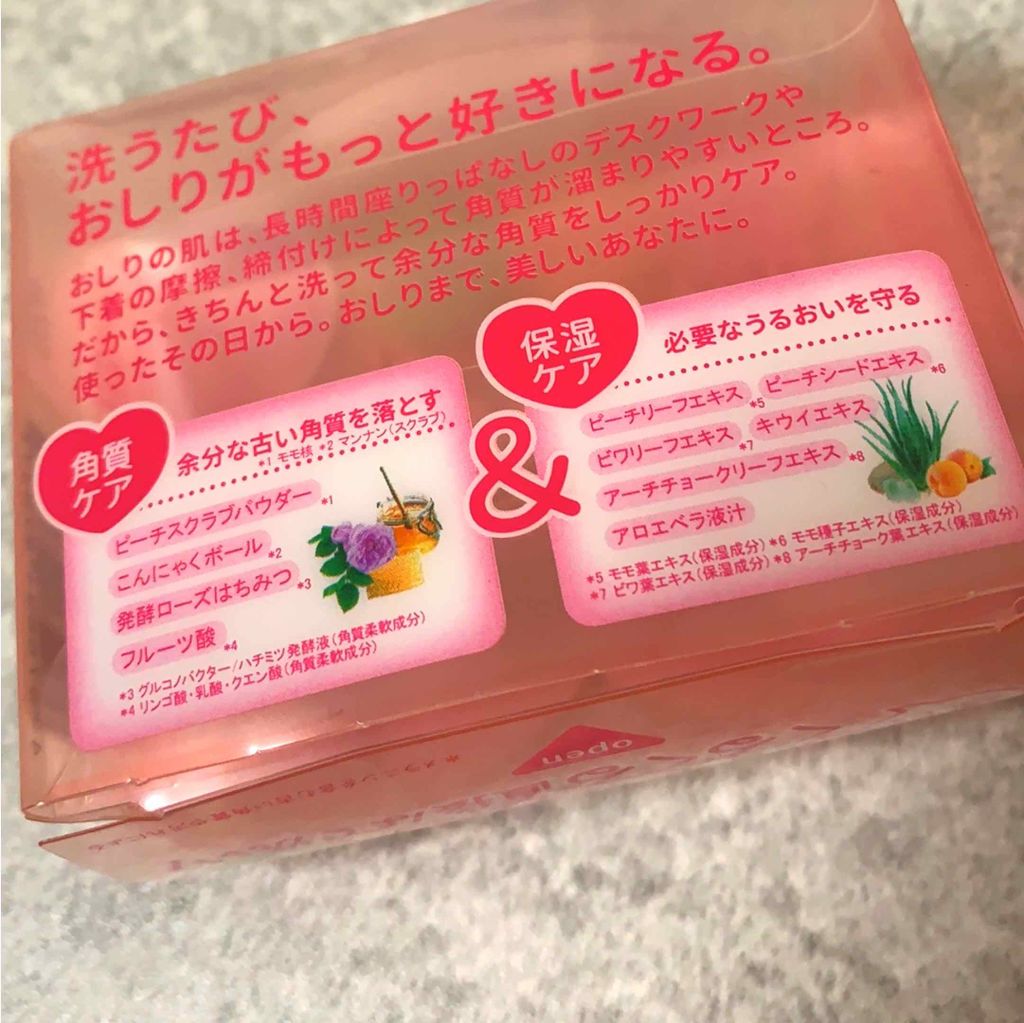 洗うたび、
おしりがもっと好きになる。
おしりの肌は、長時間座りっぱなしのデスクワークや
下着の摩擦、締付けによって角質が溜まりやすいところ。
だから、きちんと洗って余分な角質をしっかりケア。
使ったその日から。おしりまで、美しいあなたに。
角質
ケア
余分な古い角質を落とす
*1 モモ核 *2 マンナン(スクラブ)
ピーチスクラブパウダー*1
こんにゃくボール*2
発酵ローズはちみつ*3
フルーツ酸*4
*3 グルコノバクター/ハチミツ発酵液(角質柔軟成分)
*4 リンゴ酸・乳酸・クエン酸(角質柔軟成分)
&
保湿
ケア
必要なうるおいを守る
ピーチリーフエキス*5 ピーチシードエキス*6
ビワリーフエキス*7 キウイエキス
アーチチョークリーフエキス*8
アロエベラ液汁
*5 モモ葉エキス(保湿成分) *6 モモ種子エキス(保湿成分)
*7 ビワ葉エキス(保湿成分) *8 アーチチョーク葉エキス(保湿成分)
open